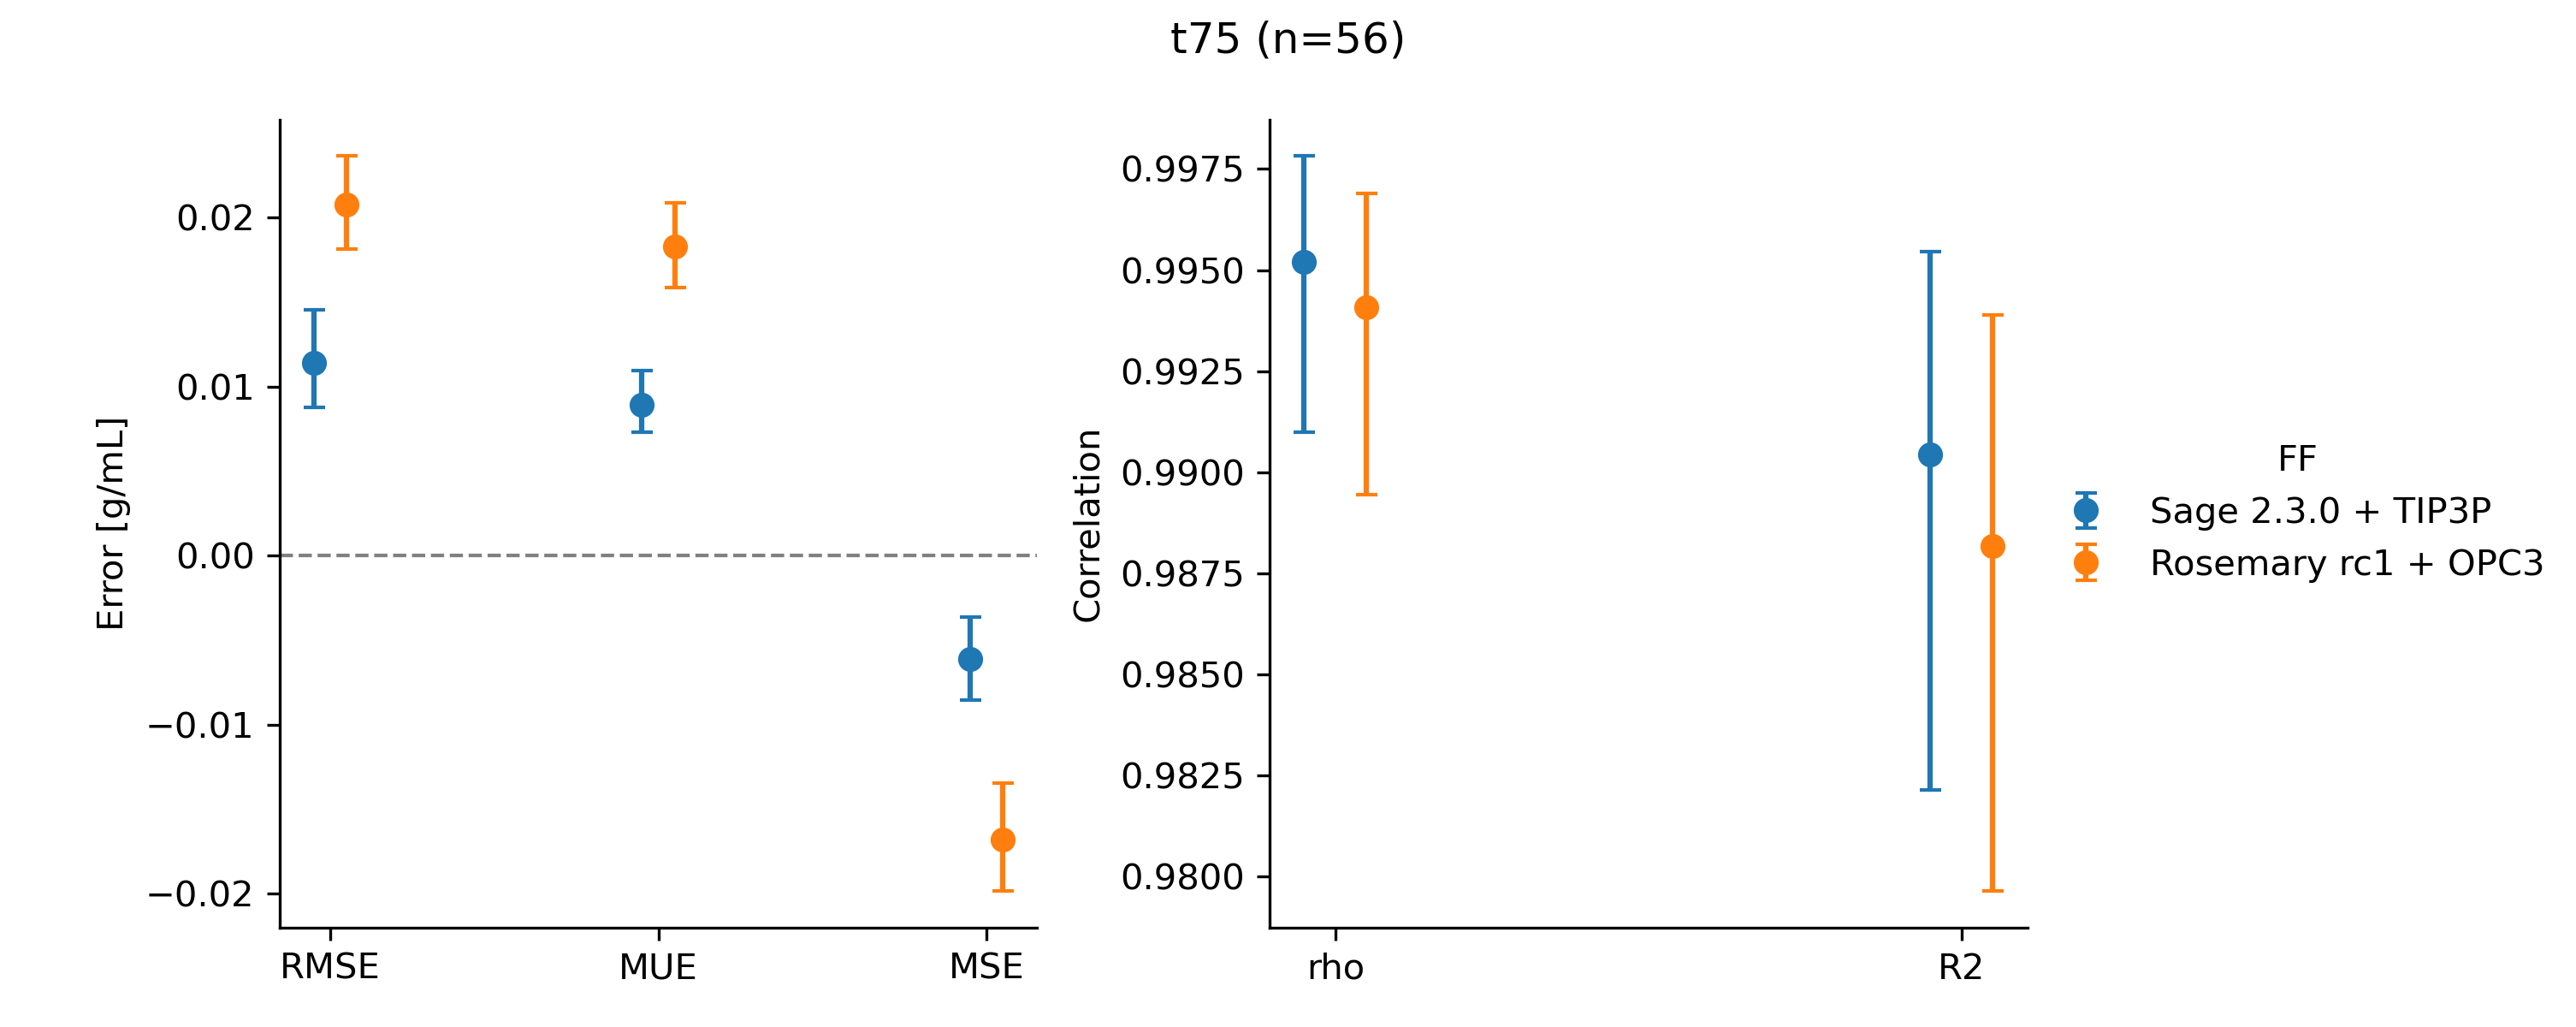 t75 (n=56)
Error [g/mL]
0.02
0.01
0.00
−0.01
−0.02
RMSE
MUE
MSE
Correlation
0.9975
0.9950
0.9925
0.9900
0.9875
0.9850
0.9825
0.9800
rho
R2
FF
Sage 2.3.0 + TIP3P
Rosemary rc1 + OPC3